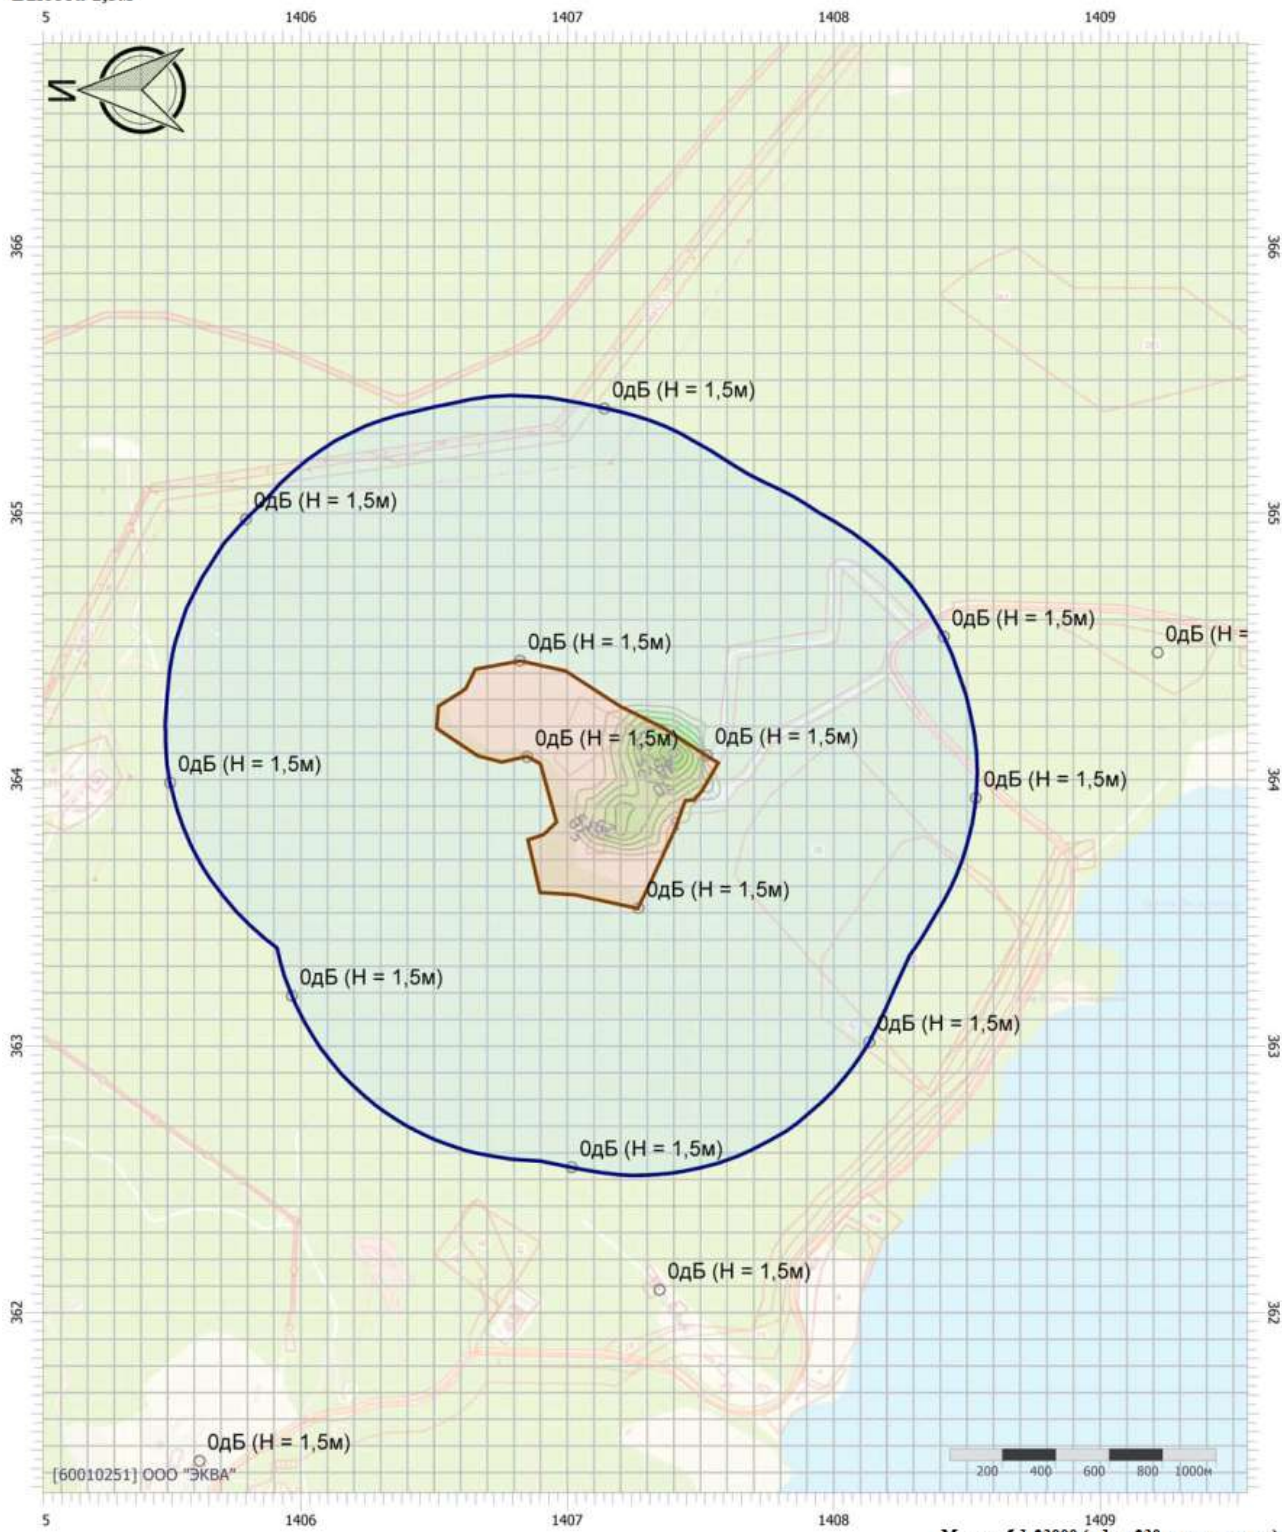 5 1406 1407 1408 1409
И
366 366
0дБ (Н = 1,5м)
365 0дБ (Н = 1,5м) 365
0дБ (Н = 1,5м)
0дБ (Н =
0дБ (Н = 1,5м)
0дБ (Н = 1,5м)
0дБ (Н = 1,5м)
0дБ (Н = 1,5м)
364 364
0дБ (Н = 1,5м)
0дБ (Н = 1,5м)
0дБ (Н = 1,5м)
0дБ (Н = 1,5м)
363 363
0дБ (Н = 1,5м)
0дБ (Н = 1,5м)
362 362
0дБ (Н = 1,5м)
[60010251] ООО "ЭКВА"
200 400 600 800 1000м
5 1406 1407 1408 1409